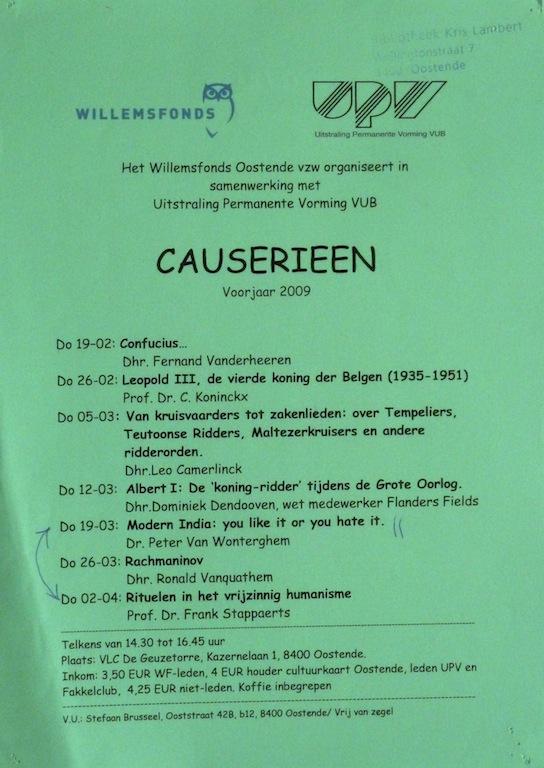 Kris Lambert
straat 7
Oostende
WILLEMSFONDS
UPV
Uitstraling Permanente Vorming VUB
Het Willemsfonds Oostende vzw organiseert in
samenwerking met
Uitstraling Permanente Vorming VUB
CAUSERIEEN
Voorjaar 2009
Do 19-02: Confucius…
Dhr. Fernand Vanderheeren
Do 26-02: Leopold III, de vierde koning der Belgen (1935-1951)
Prof. Dr. C. Koninckx
Do 05-03: Van kruisvaarders tot zakenlieden: over Tempeliers,
Teutoonse Ridders, Maltezerkruisers en andere
ridderorden.
Dhr.Leo Camerlinck
Do 12-03: Albert I: De 'koning-ridder' tijdens de Grote Oorlog.
Dhr.Dominiek Dendooven, wet medewerker Flanders Fields
Do 19-03: Modern India: you like it or you hate it.
Dr. Peter Van Wonterghem
Do 26-03: Rachmaninov
Dhr. Ronald Vanquathem
Do 02-04: Rituelen in het vrijzinnig humanisme
Prof. Dr. Frank Stappaerts
Telkens van 14.30 tot 16.45 uur
Plaats: VLC De Geuzetorre, Kazernelaan 1, 8400 Oostende.
Inkom: 3,50 EUR WF-leden, 4 EUR houder cultuurkaart Oostende, leden UPV en
Fakkelclub, 4,25 EUR niet-leden. Koffie inbegrepen
V.U.: Stefaan Brusseel, Ooststraat 42B, b12, 8400 Oostende/ Vrij van zegel